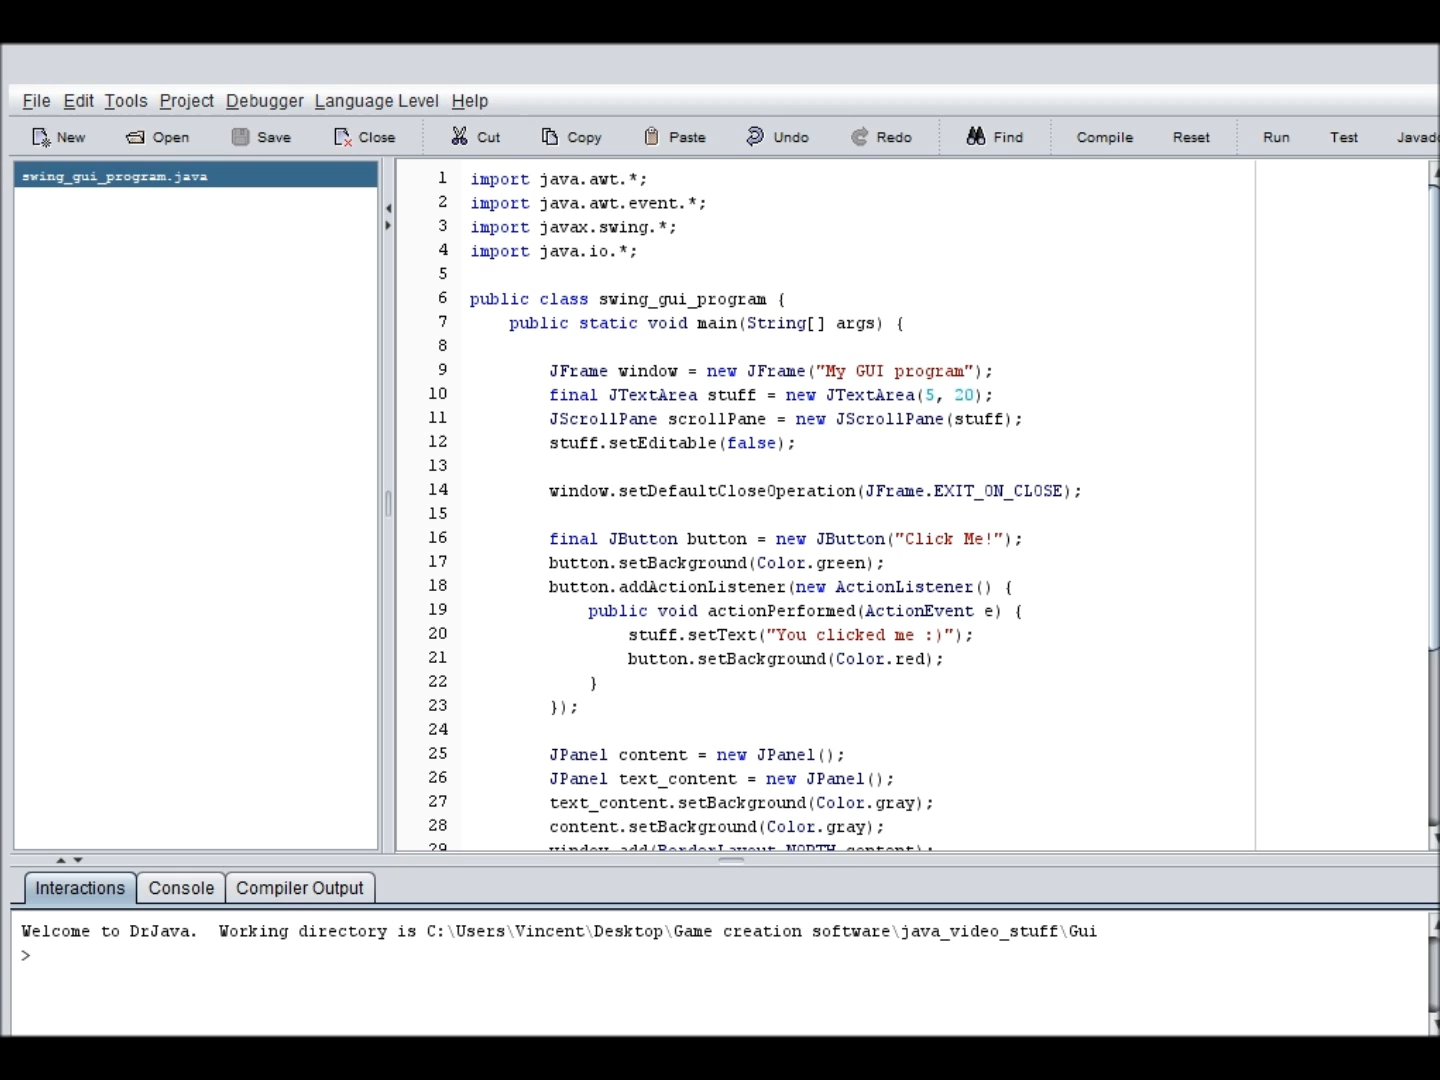 File Edit Tools Project Debugger Language Level Help
New Open Save Close Cut Copy Paste Undo Redo Find Compile Reset Run Test
swing_gui_program.java
1 import java.awt.*;
2 import java.awt.event.*;
3 import javax.swing.*;
4 import java.io.*;
5
6 public class swing_gui_program {
7 public static void main(String[] args) {
8
9 JFrame window = new JFrame("My GUI program");
10 final JTextArea stuff = new JTextArea(5, 20);
11 JScrollPane scrollPane = new JScrollPane(stuff);
12 stuff.setEditable(false);
13
14 window.setDefaultCloseOperation(JFrame.EXIT_ON_CLOSE);
15
16 final JButton button = new JButton("Click Me!");
17 button.setBackground(Color.green);
18 button.addActionListener(new ActionListener() {
19 public void actionPerformed(ActionEvent e) {
20 stuff.setText("You clicked me :)");
21 button.setBackground(Color.red);
22 }
23 });
24
25 JPanel content = new JPanel();
26 JPanel text_content = new JPanel();
27 text_content.setBackground(Color.gray);
28 content.setBackground(Color.gray);
29 window.add(BorderLayout.NORTH, content);
Interactions Console Compiler Output
Welcome to DrJava. Working directory is C:\Users\Vincent\Desktop\Game creation software\java_video_stuff\Gui
>